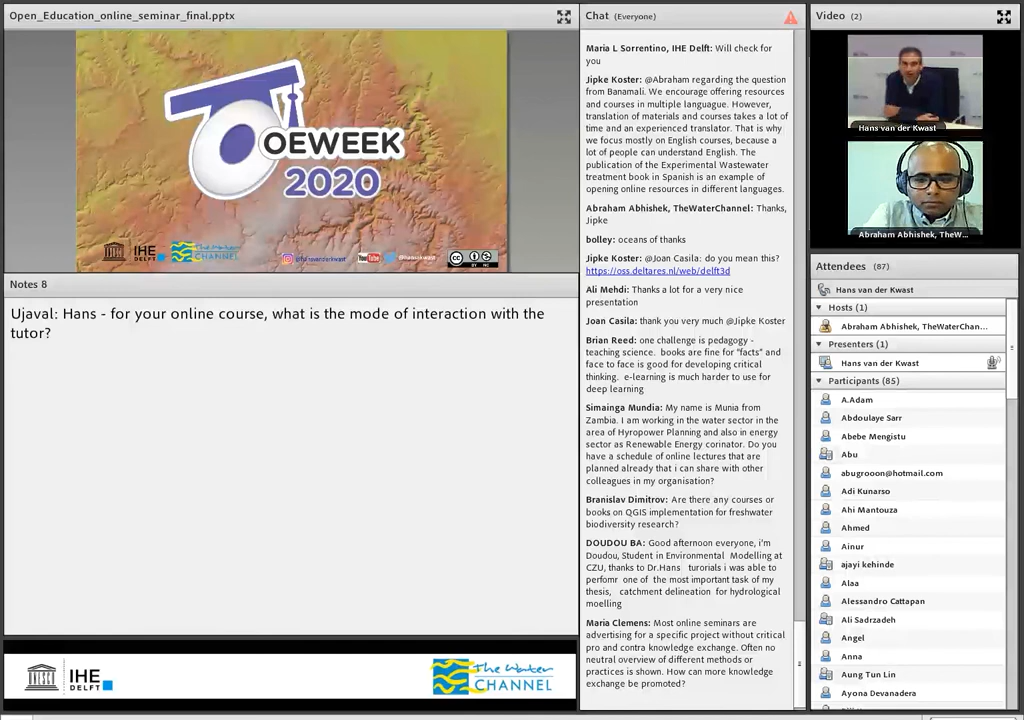 Open_Education_online_seminar_final.pptx
OEWEEK
2020
IHE
DELFT
The Water
CHANNEL
@hansvanderkwast
YouTube
Notes 8
Ujaval: Hans - for your online course, what is the mode of interaction with the
tutor?
unesco
IHE
DELFT
The Water
CHANNEL
Chat (Everyone)
Maria L Sorrentino, IHE Delft: Will check for
you
Jipke Koster: @Abraham regarding the question
from Banamali. We encourage offering resources
and courses in multiple languague. However,
translation of materials and courses takes a lot of
time and an experienced translator. That is why
we focus mostly on English courses, because a
lot of people can understand English. The
publication of the Experimental Wastewater
treatment book in Spanish is an example of
opening online resources in different languages.
Abraham Abhishek, TheWaterChannel: Thanks,
Jipke
bolley: oceans of thanks
Jipke Koster: @Joan Casila: do you mean this?
https://oss.deltares.nl/web/delft3d
Ali Mehdi: Thanks a lot for a very nice
presentation
Joan Casila: thank you very much @Jipke Koster
Brian Reed: one challenge is pedagogy -
teaching science. books are fine for "facts" and
face to face is good for developing critical
thinking. e-learning is much harder to use for
deep learning
Simainga Mundia: My name is Munia from
Zambia. I am working in the water sector in the
area of Hyropower Planning and also in energy
sector as Renewable Energy corinator. Do you
have a schedule of online lectures that are
planned already that i can share with other
colleagues in my organisation?
Branislav Dimitrov: Are there any courses or
books on QGIS implementation for freshwater
biodiversity research?
DOUDOU BA: Good afternoon everyone, i'm
Doudou, Student in Environmental Modelling at
CZU, thanks to Dr.Hans turorials i was able to
perfomr one of the most important task of my
thesis, catchment delineation for hydrological
moelling
Maria Clemens: Most online seminars are
advertising for a specific project without critical
pro and contra knowledge exchange. Often no
neutral overview of different methods or
practices is shown. How can more knowledge
exchange be promoted?
Video (2)
Hans van der Kwast
Abraham Abhishek, TheW...
Attendees (87)
Hans van der Kwast
Hosts (1)
Abraham Abhishek, TheWaterChan...
Presenters (1)
Hans van der Kwast
Participants (85)
A.Adam
Abdoulaye Sarr
Abebe Mengistu
Abu
abugrooon@hotmail.com
Adi Kunarso
Ahi Mantouza
Ahmed
Ainur
ajayi kehinde
Alaa
Alessandro Cattapan
Ali Sadrzadeh
Angel
Anna
Aung Tun Lin
Ayona Devanadera